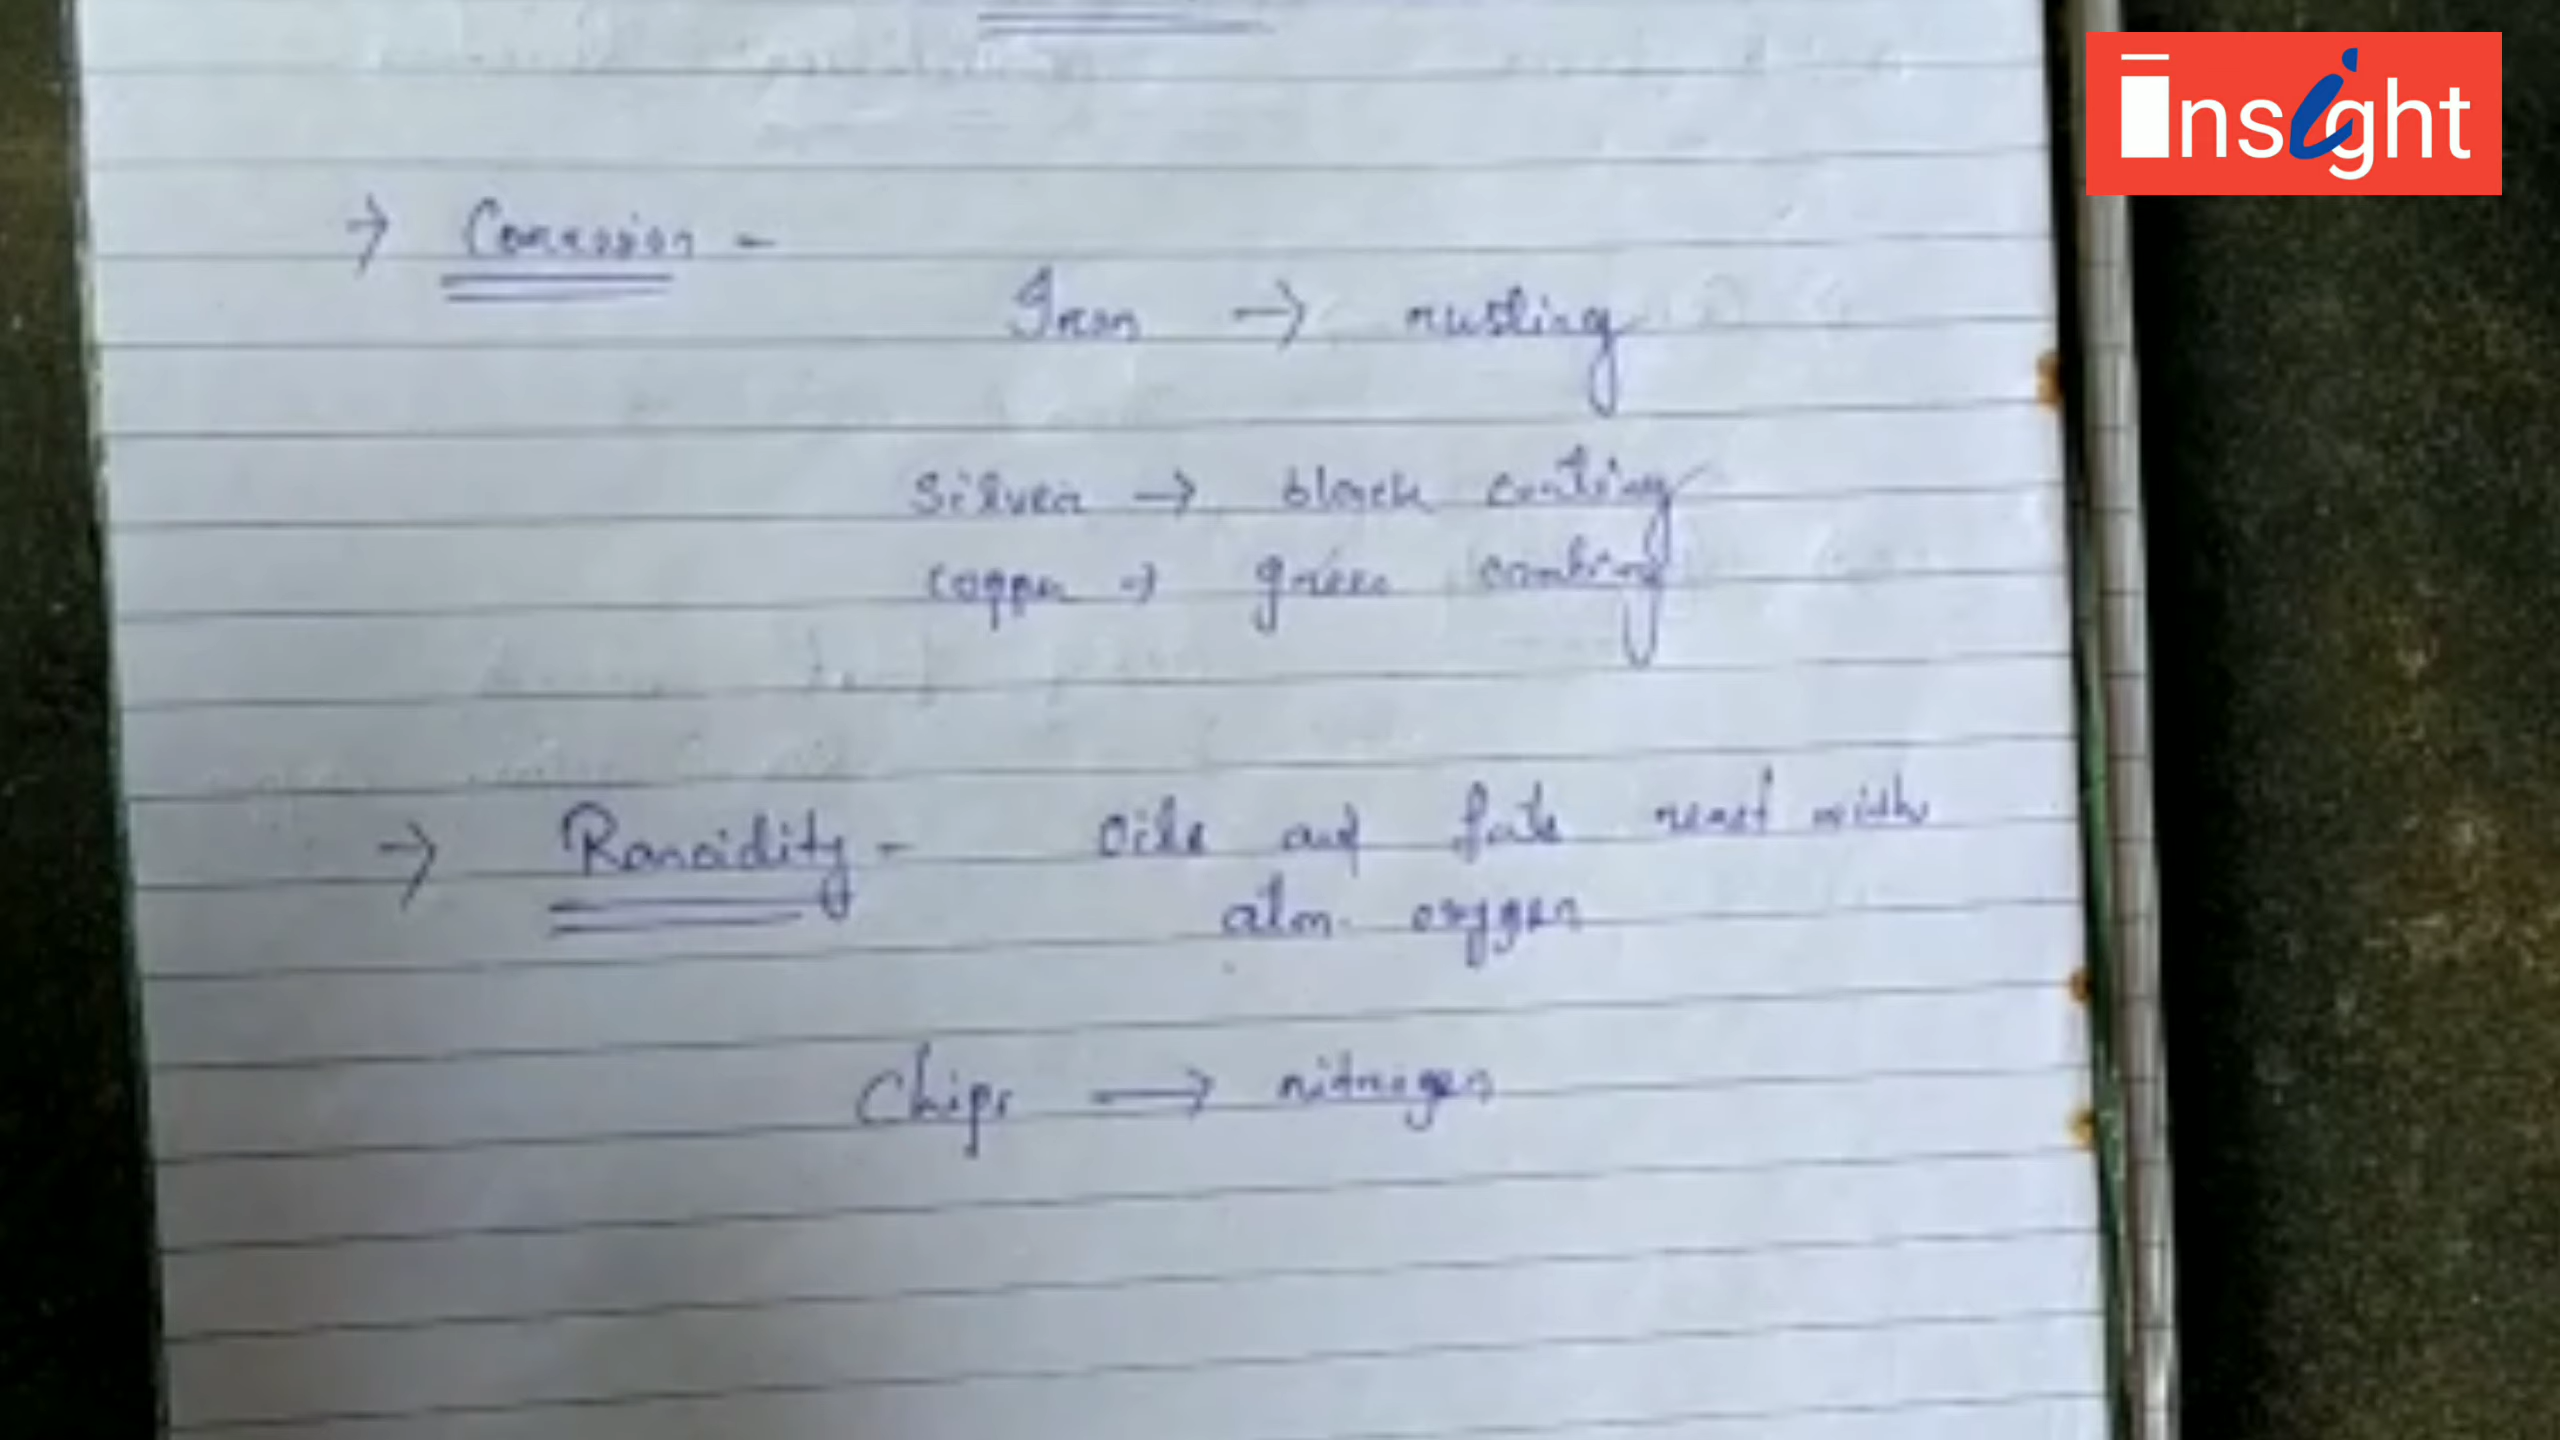 Insight
→ Corrosion -
Iron → rusting
Silver → black coating
copper → green coating
→ Rancidity - Oils and fats react with
atm. oxygen
Chips → nitrogen